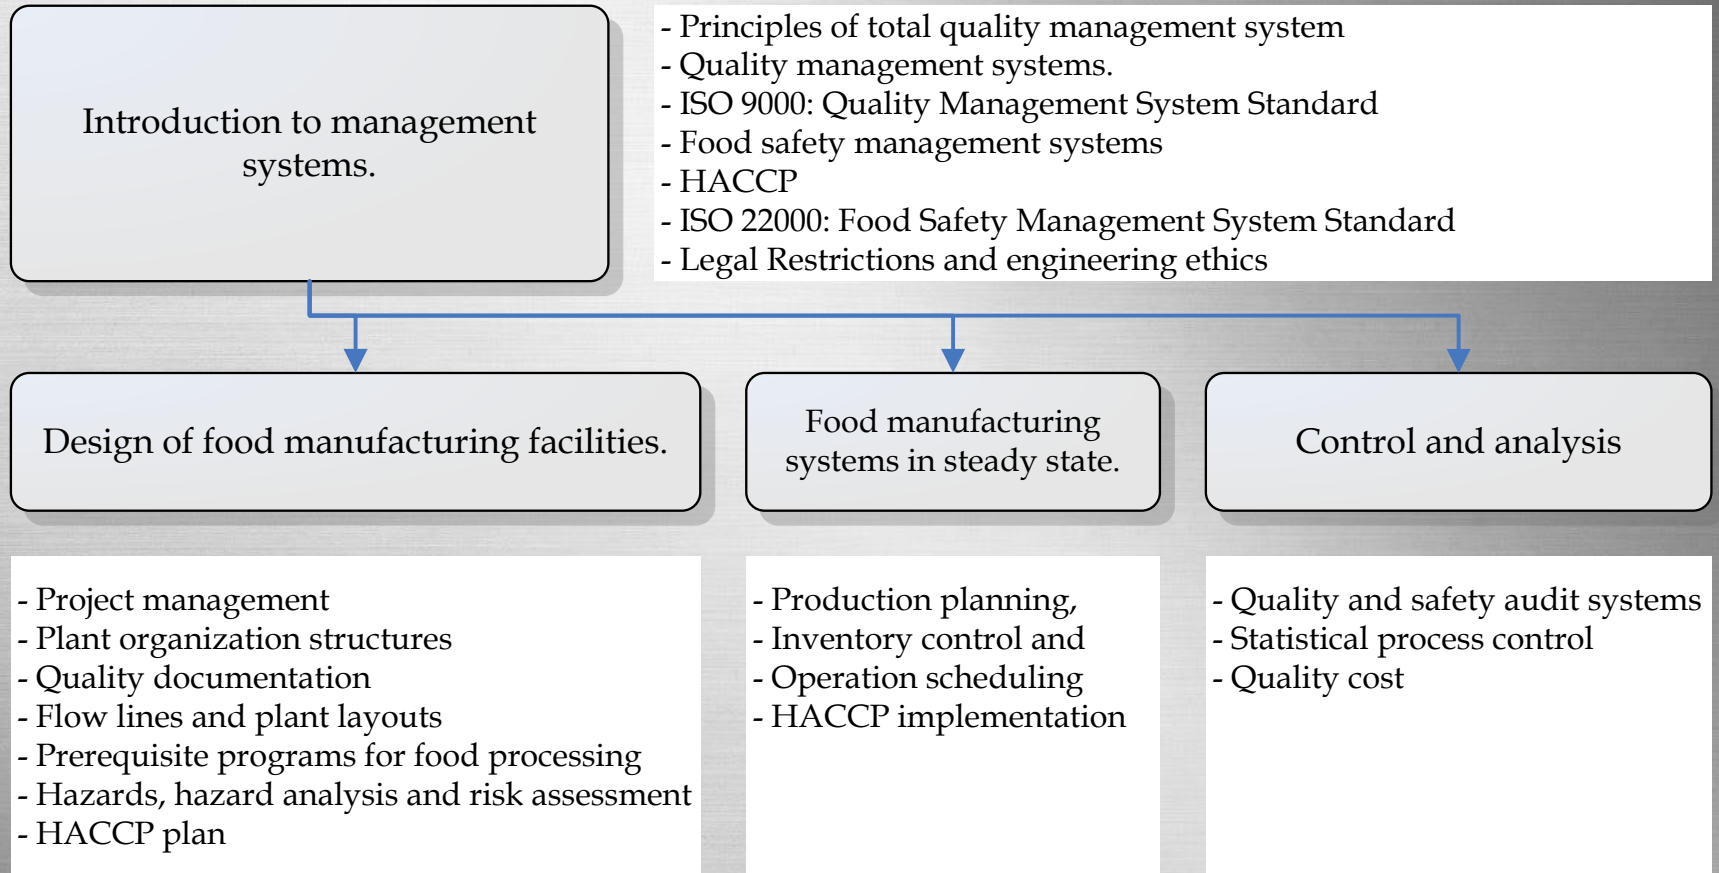 Introduction to management
systems.
- Principles of total quality management system
- Quality management systems.
- ISO 9000: Quality Management System Standard
- Food safety management systems
- HACCP
- ISO 22000: Food Safety Management System Standard
- Legal Restrictions and engineering ethics
Design of food manufacturing facilities.
Food manufacturing
systems in steady state.
Control and analysis
- Project management
- Plant organization structures
- Quality documentation
- Flow lines and plant layouts
- Prerequisite programs for food processing
- Hazards, hazard analysis and risk assessment
- HACCP plan
- Production planning,
- Inventory control and
- Operation scheduling
- HACCP implementation
- Quality and safety audit systems
- Statistical process control
- Quality cost